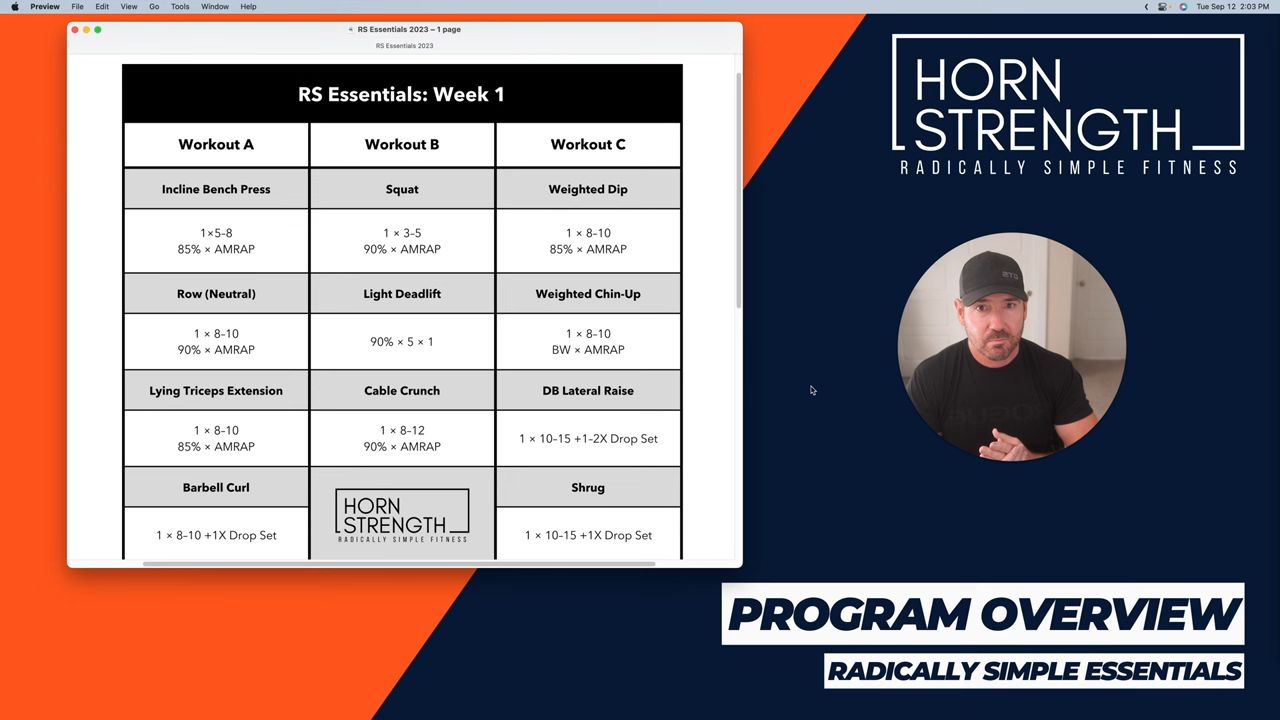 Preview File Edit View Go Tools Window Help
Tue Sep 12 2:03 PM
RS Essentials 2023 – 1 page
RS Essentials 2023
RS Essentials: Week 1
Workout A Workout B Workout C
Incline Bench Press Squat Weighted Dip
1×5–8 1 × 3–5 1 × 8–10
85% × AMRAP 90% × AMRAP 85% × AMRAP
Row (Neutral) Light Deadlift Weighted Chin-Up
1 × 8–10 90% × 5 × 1 1 × 8–10
90% × AMRAP BW × AMRAP
Lying Triceps Extension Cable Crunch DB Lateral Raise
1 × 8–10 1 × 8–12 1 × 10–15 +1–2X Drop Set
85% × AMRAP 90% × AMRAP
Barbell Curl Shrug
1 × 8–10 +1X Drop Set 1 × 10–15 +1X Drop Set
HORN
STRENGTH
RADICALLY SIMPLE FITNESS
HORN
STRENGTH
RADICALLY SIMPLE FITNESS
PROGRAM OVERVIEW
RADICALLY SIMPLE ESSENTIALS